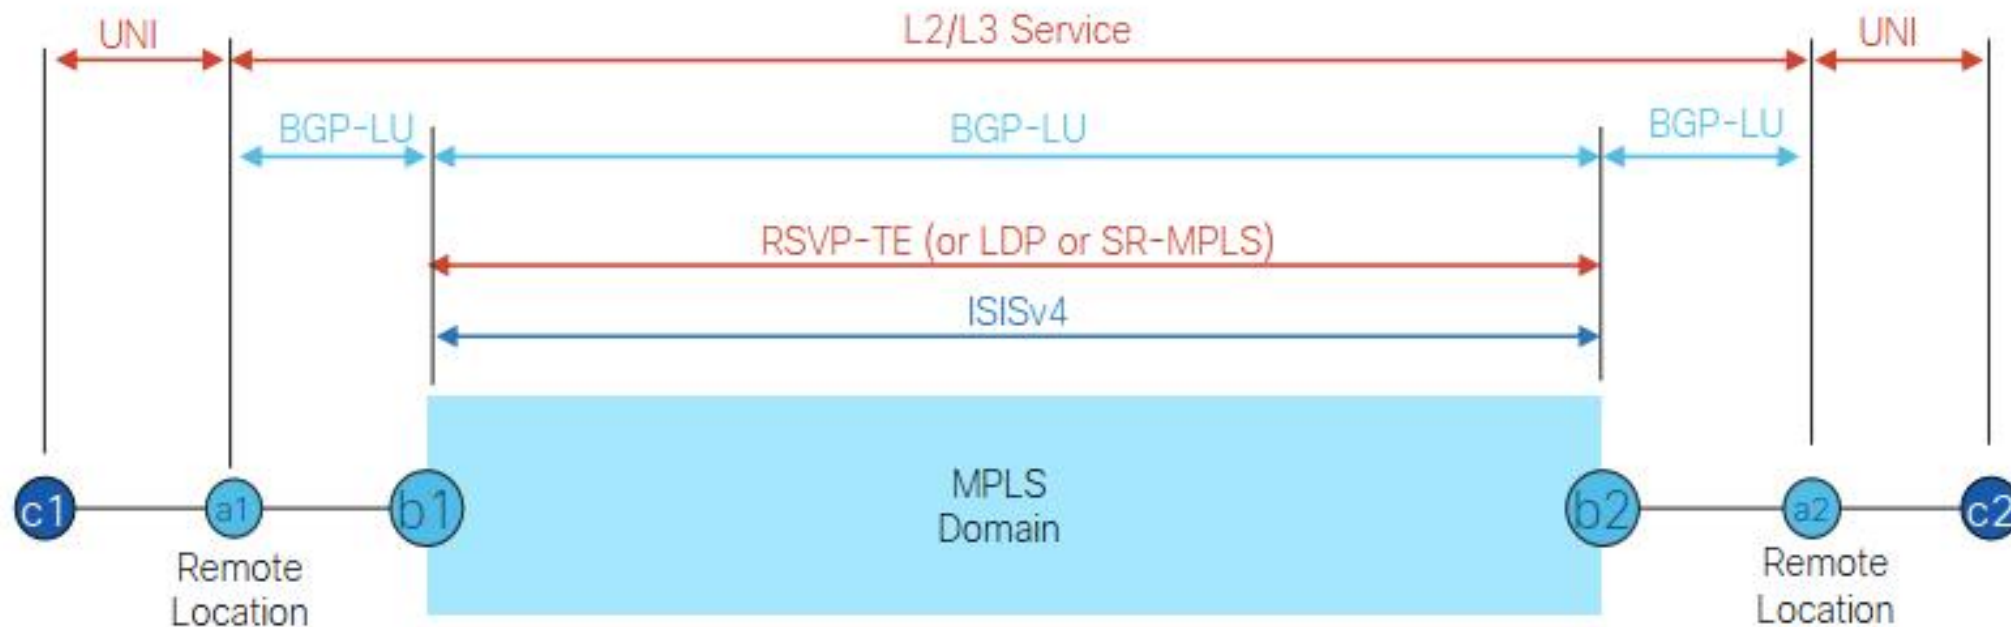 UNI
L2/L3 Service
UNI
BGP-LU
BGP-LU
BGP-LU
RSVP-TE (or LDP or SR-MPLS)
ISISv4
c1
a1
b1
MPLS
Domain
b2
a2
c2
Remote
Location
Remote
Location